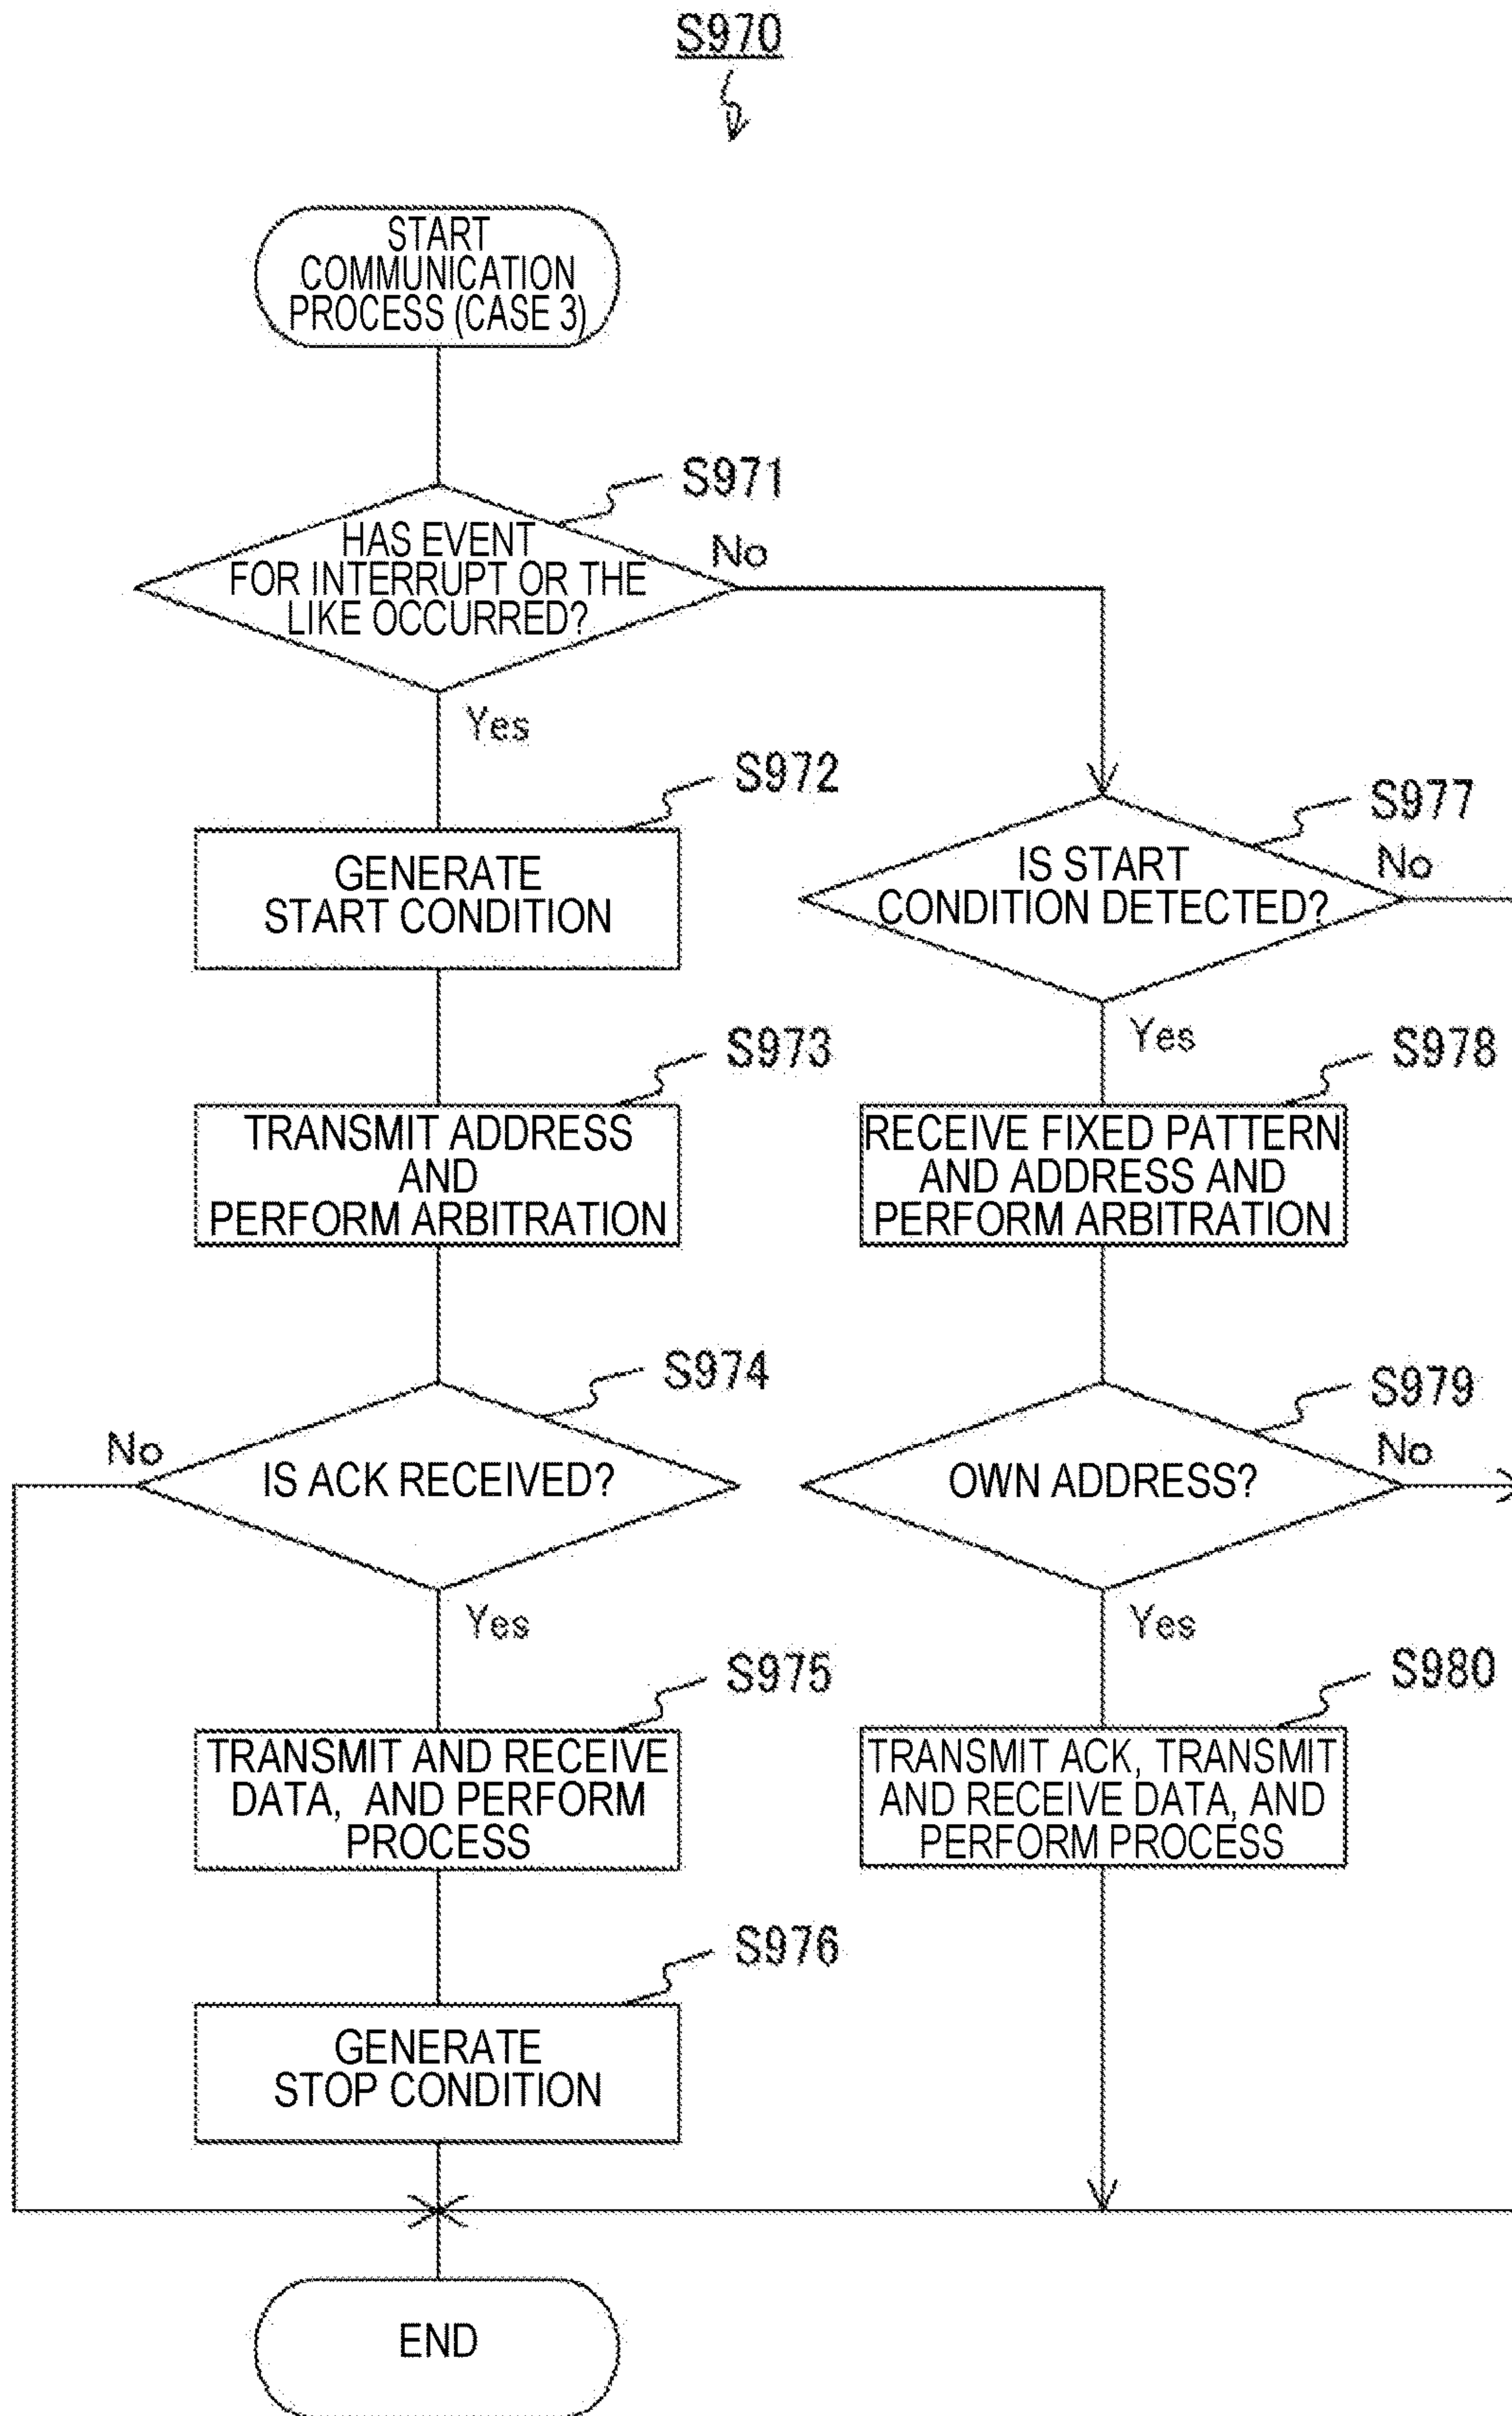 S970
START
COMMUNICATION
PROCESS (CASE 3)
S971
HAS EVENT
FOR INTERRUPT OR THE
LIKE OCCURRED?
No
Yes
S972
GENERATE
START CONDITION
S973
TRANSMIT ADDRESS
AND
PERFORM ARBITRATION
S974
IS ACK RECEIVED?
No
Yes
S975
TRANSMIT AND RECEIVE
DATA, AND PERFORM
PROCESS
S976
GENERATE
STOP CONDITION
S977
IS START
CONDITION DETECTED?
No
Yes
S978
RECEIVE FIXED PATTERN
AND ADDRESS AND
PERFORM ARBITRATION
S979
OWN ADDRESS?
No
Yes
S980
TRANSMIT ACK, TRANSMIT
AND RECEIVE DATA, AND
PERFORM PROCESS
END